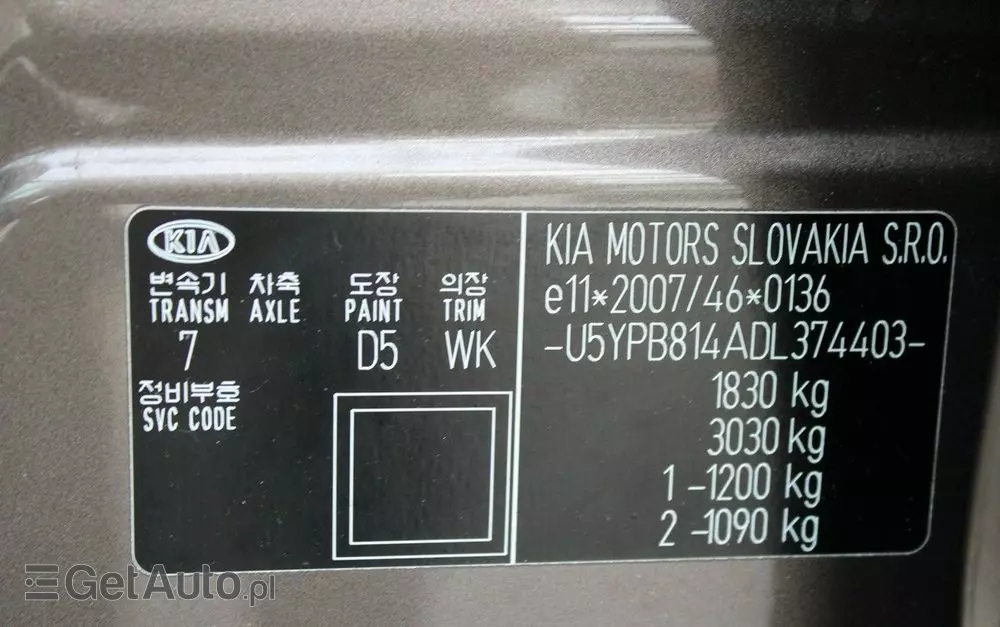 KIA
변속기 차축 도장 의장
TRANSM AXLE PAINT TRIM
7 D5 WK
정비부호
SVC CODE
KIA MOTORS SLOVAKIA S.R.O.
e11*2007/46*0136
-U5YPB814ADL374403-
1830 kg
3030 kg
1 -1200 kg
2 -1090 kg
GetAuto.pl